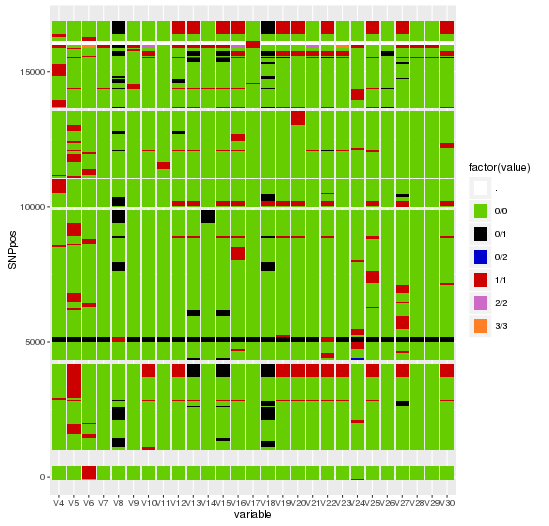 15000
10000
5000
0
SNPpos
V4 V5 V6 V7 V8 V9 V10 V11 V12 V13 V14 V15 V16 V17 V18 V19 V20 V21 V22 V23 V24 V25 V26 V27 V28 V29 V30
variable
factor(value)
.
0/0
0/1
0/2
1/1
2/2
3/3